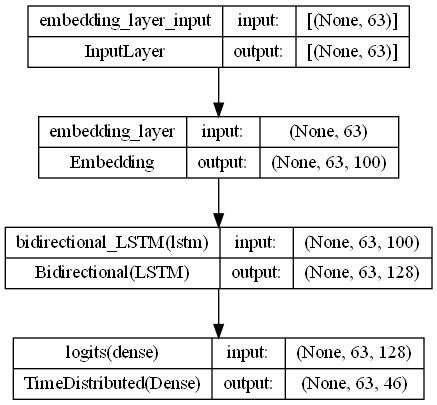 embedding_layer_input input: [(None, 63)]
InputLayer output: [(None, 63)]
embedding_layer input: (None, 63)
Embedding output: (None, 63, 100)
bidirectional_LSTM(lstm) input: (None, 63, 100)
Bidirectional(LSTM) output: (None, 63, 128)
logits(dense) input: (None, 63, 128)
TimeDistributed(Dense) output: (None, 63, 46)